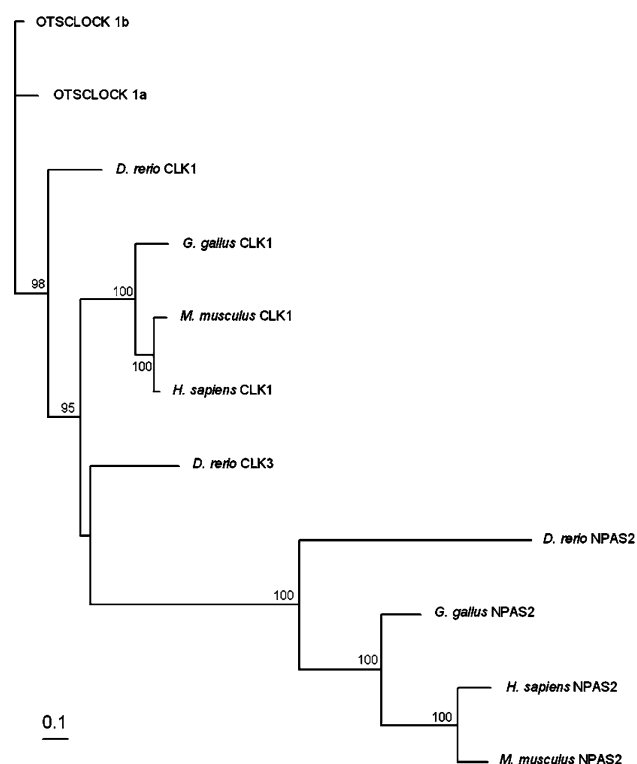 OTSCLOCK 1b
OTSCLOCK 1a
D. rerio CLK1
G. gallus CLK1
98
100
M. musculus CLK1
100
H. sapiens CLK1
95
D. rerio CLK3
D. rerio NPAS2
100
G. gallus NPAS2
100
H. sapiens NPAS2
100
0.1
M. musculus NPAS2